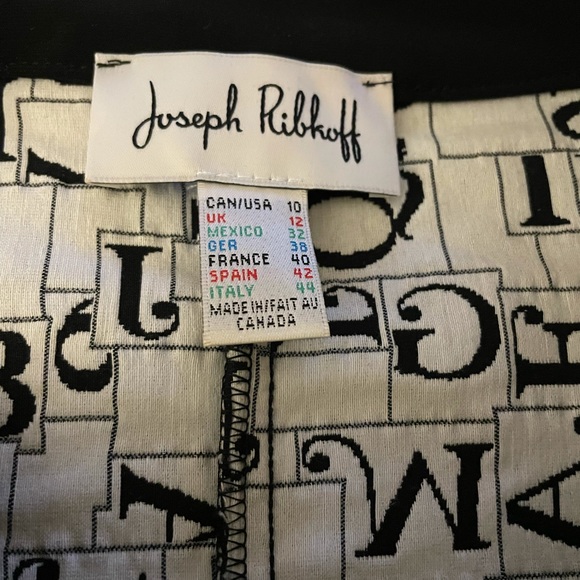 Joseph Ribkoff
CAN/USA 10
UK 12
MEXICO 32
GER 38
FRANCE 40
SPAIN 42
ITALY 44
MADE IN/FAIT AU
CANADA
I
Q
J
G
M
A